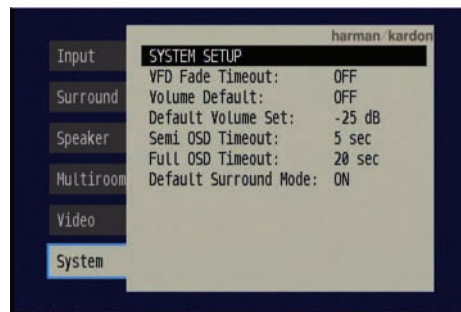 harman/kardon
Input
Surround
Speaker
Multiroom
Video
System
SYSTEM SETUP
VFD Fade Timeout: OFF
Volume Default: OFF
Default Volume Set: -25 dB
Semi OSD Timeout: 5 sec
Full OSD Timeout: 20 sec
Default Surround Mode: ON